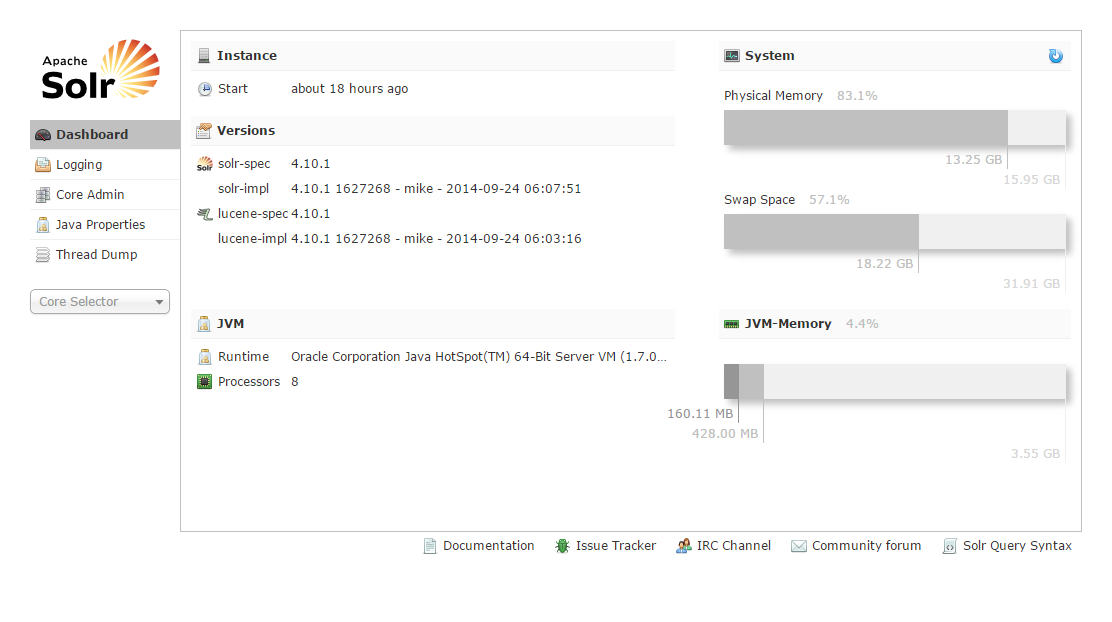 Apache
Solr
Dashboard
Logging
Core Admin
Java Properties
Thread Dump
Core Selector
Instance
Start about 18 hours ago
Versions
solr-spec 4.10.1
solr-impl 4.10.1 1627268 - mike - 2014-09-24 06:07:51
lucene-spec 4.10.1
lucene-impl 4.10.1 1627268 - mike - 2014-09-24 06:03:16
JVM
Runtime Oracle Corporation Java HotSpot(TM) 64-Bit Server VM (1.7.0...
Processors 8
System
Physical Memory 83.1%
13.25 GB
15.95 GB
Swap Space 57.1%
18.22 GB
31.91 GB
JVM-Memory 4.4%
160.11 MB
428.00 MB
3.55 GB
Documentation Issue Tracker IRC Channel Community forum Solr Query Syntax